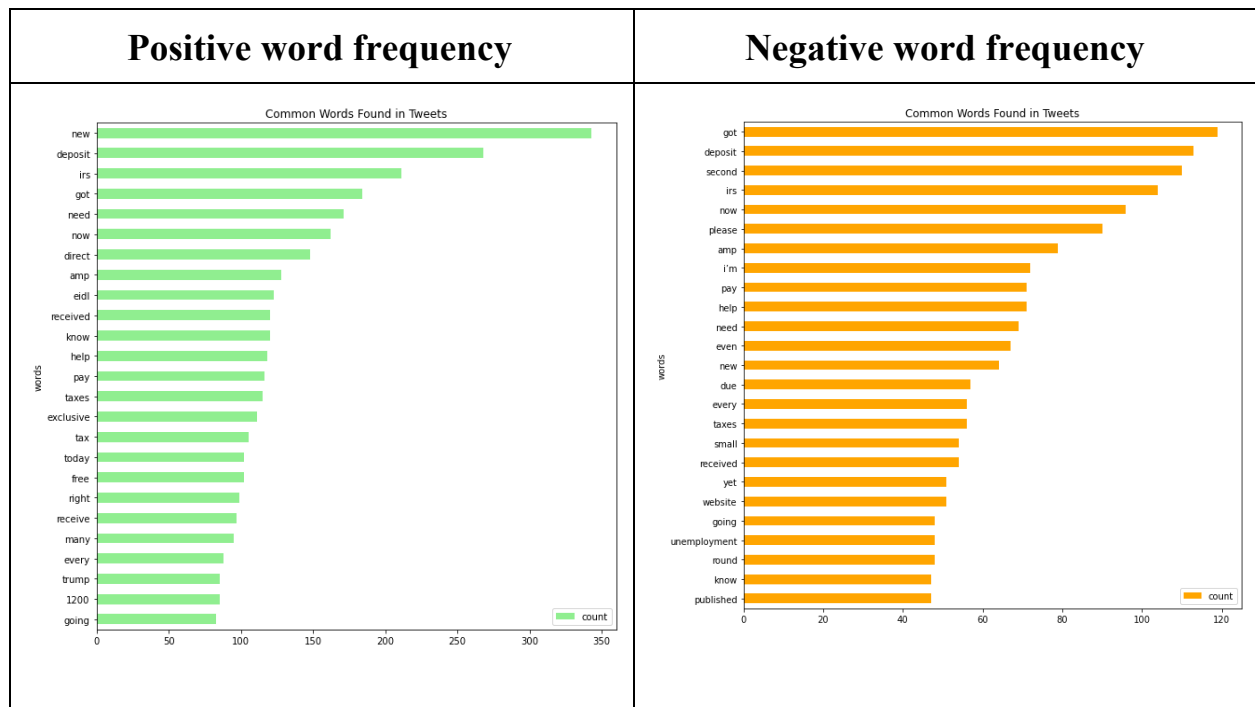 Positive word frequency
Negative word frequency
Common Words Found in Tweets
new
deposit
irs
got
need
now
direct
amp
eidl
received
know
help
pay
taxes
exclusive
tax
today
free
right
receive
many
every
trump
1200
going
words
count
0 50 100 150 200 250 300 350
Common Words Found in Tweets
got
deposit
second
irs
now
please
amp
i'm
pay
help
need
even
new
due
every
taxes
small
received
yet
website
going
unemployment
round
know
published
words
count
0 20 40 60 80 100 120